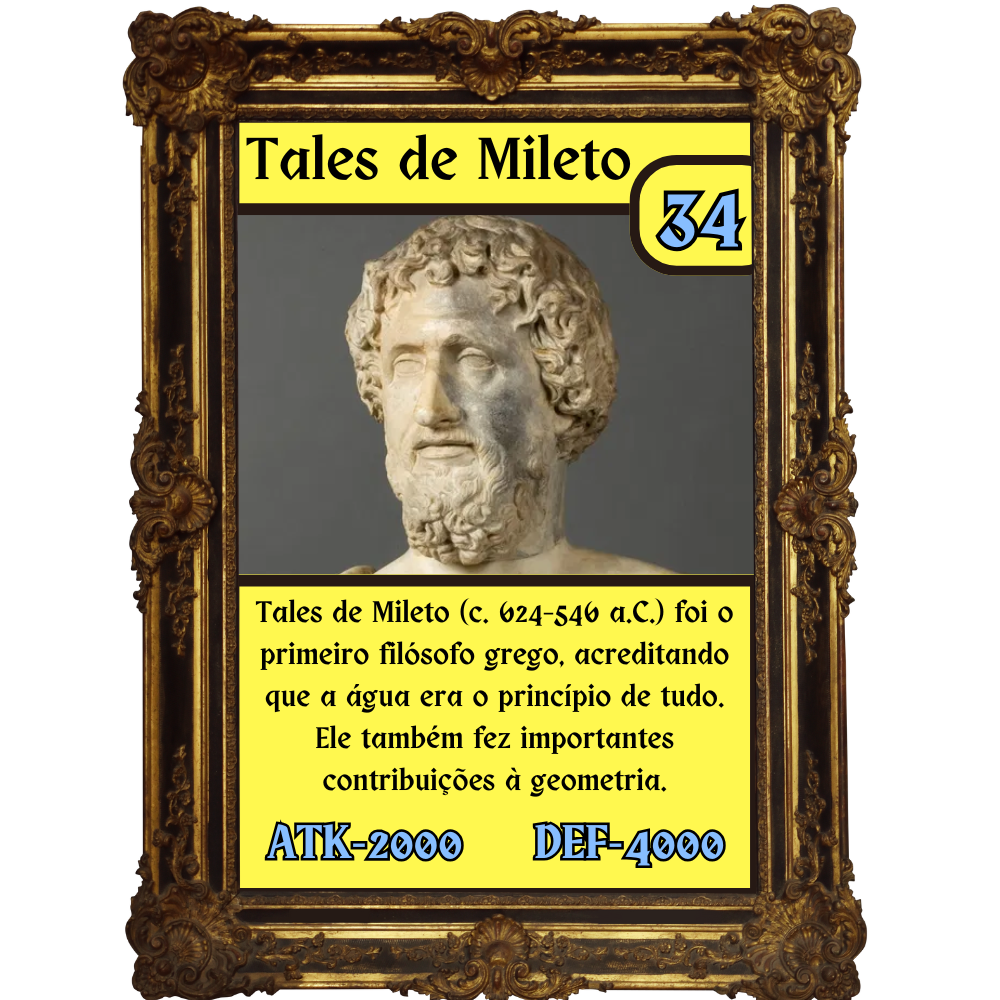 Tales de Mileto
34
Tales de Mileto (c. 624-546 a.C.) foi o
primeiro filósofo grego, acreditando
que a água era o princípio de tudo.
Ele também fez importantes
contribuições à geometria.
ATK-2000 DEF-4000